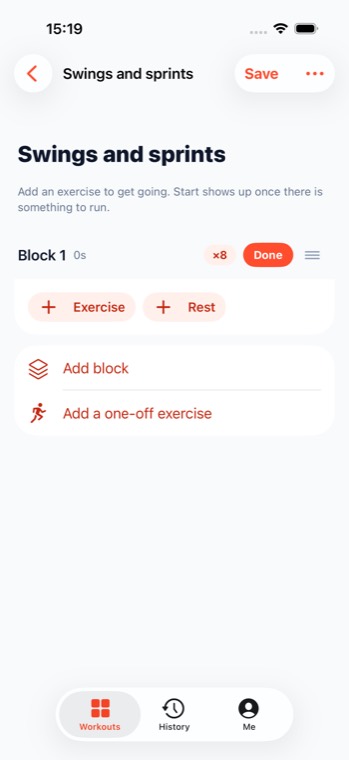 15:19
Swings and sprints
Save
Swings and sprints
Add an exercise to get going. Start shows up once there is
something to run.
Block 1 0s ×8 Done
Exercise Rest
Add block
Add a one-off exercise
Workouts History Me